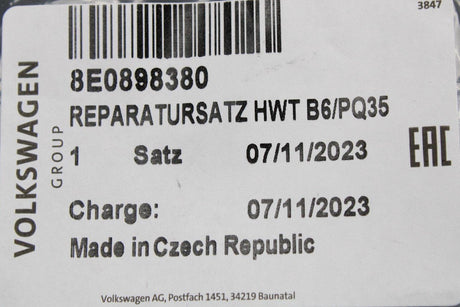 3847
8E0898380
REPARATURSATZ HWT B6/PQ35
1 Satz 07/11/2023
Charge: 07/11/2023
Made in Czech Republic
VOLKSWAGEN
GROUP
EAC
Volkswagen AG, Postfach 1451, 34219 Baunatal